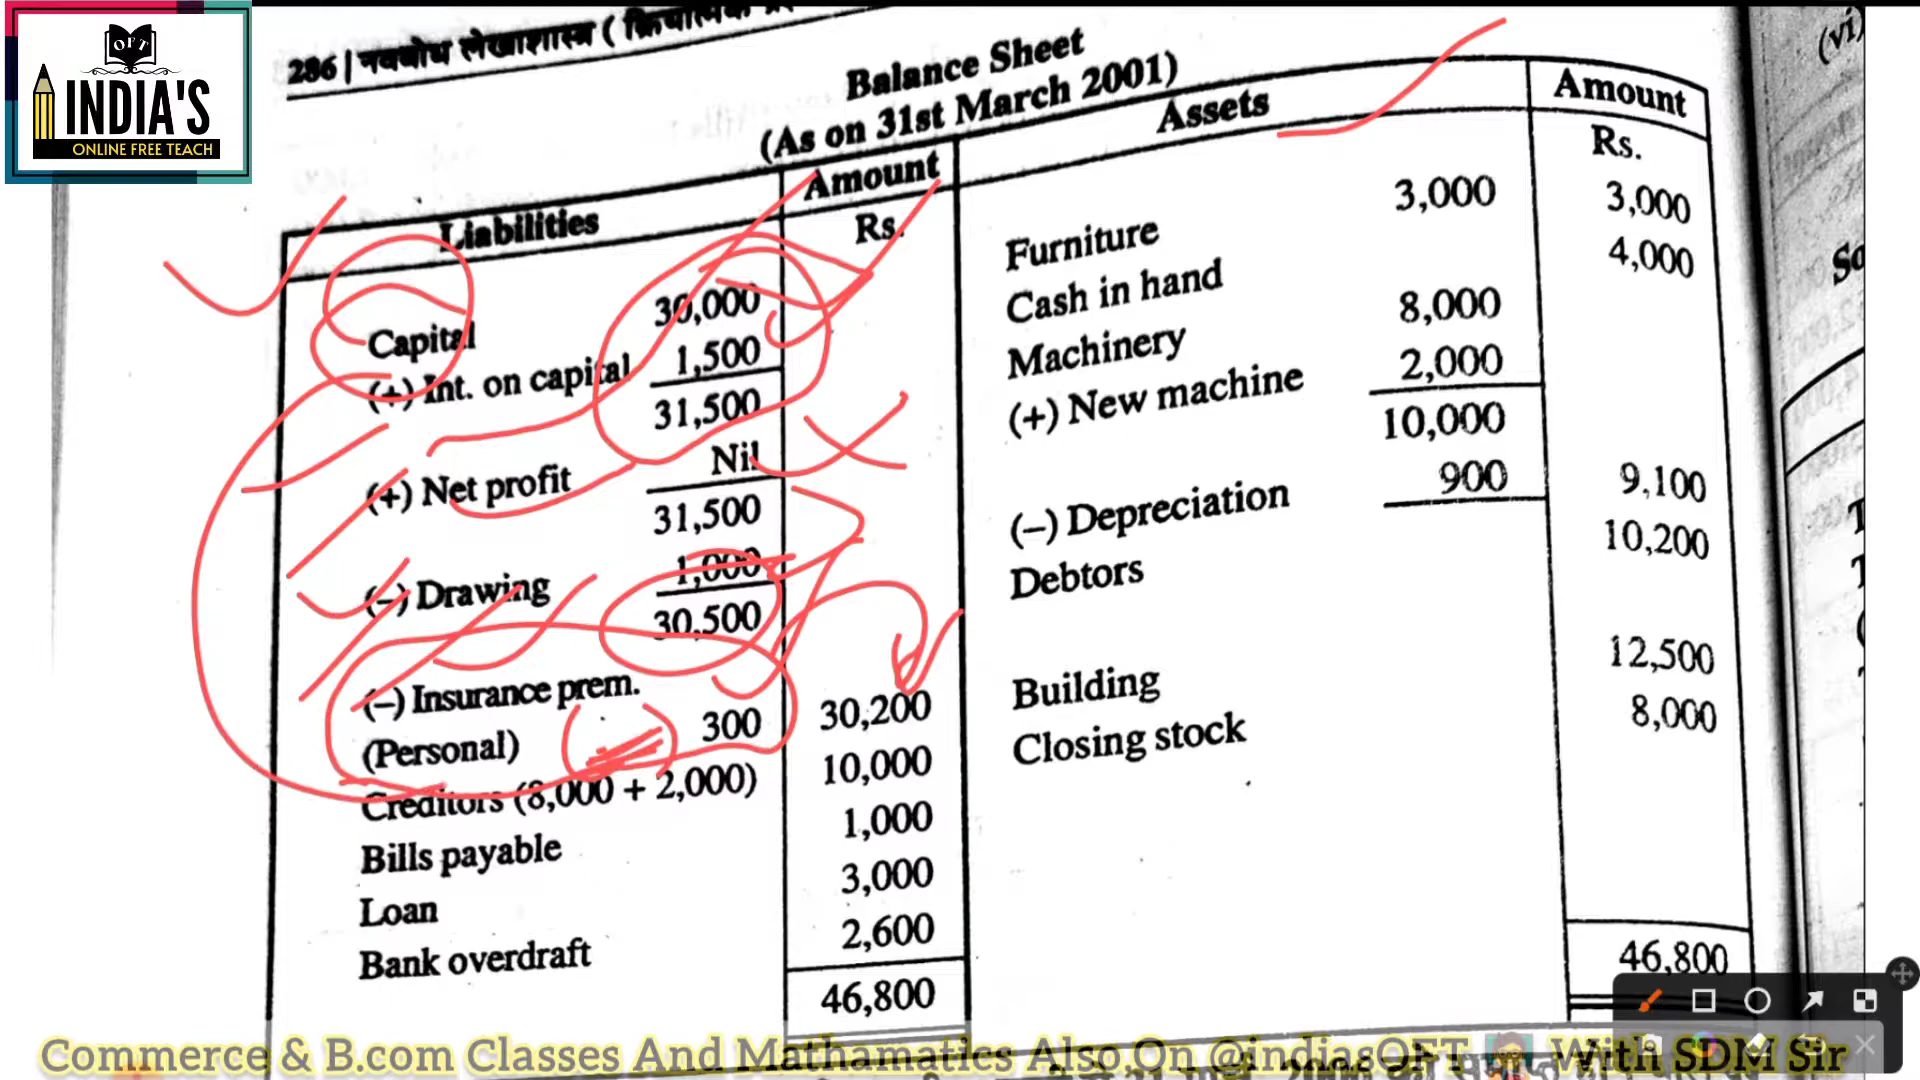 OFT
INDIA'S
ONLINE FREE TEACH
286 | नवबोध लेखाशास्त्र ( क्रियात्मक
Balance Sheet
(As on 31st March 2001)
Liabilities Amount Assets Amount
Rs. Rs.
Capital 30,000 Furniture 3,000 3,000
(+) Int. on capital 1,500 Cash in hand 4,000
31,500 Machinery 8,000
(+) Net profit Nil (+) New machine 2,000
31,500 10,000
(–) Drawing 1,000 (–) Depreciation 900 9,100
30,500 Debtors 10,200
(–) Insurance prem.
(Personal) 300 30,200 Building 12,500
Creditors (8,000 + 2,000) 10,000 Closing stock 8,000
Bills payable 1,000
Loan 3,000
Bank overdraft 2,600
46,800 46,800
(vi)
So
Commerce & B.com Classes And Mathamatics Also On @indiasOFT With SDM Sir